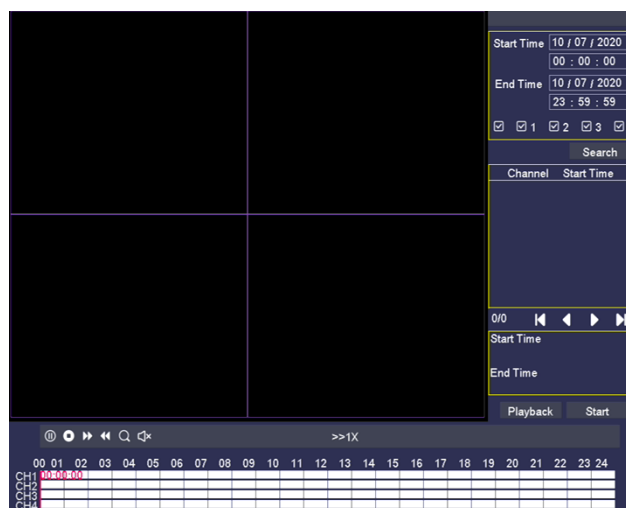 Start Time 10 / 07 / 2020
00 : 00 : 00
End Time 10 / 07 / 2020
23 : 59 : 59
1 2 3
Search
Channel Start Time
0/0
Start Time
End Time
Playback Start
>>1X
00 01 02 03 04 05 06 07 08 09 10 11 12 13 14 15 16 17 18 19 20 21 22 23 24
CH1 00:00:00
CH2
CH3
CH4